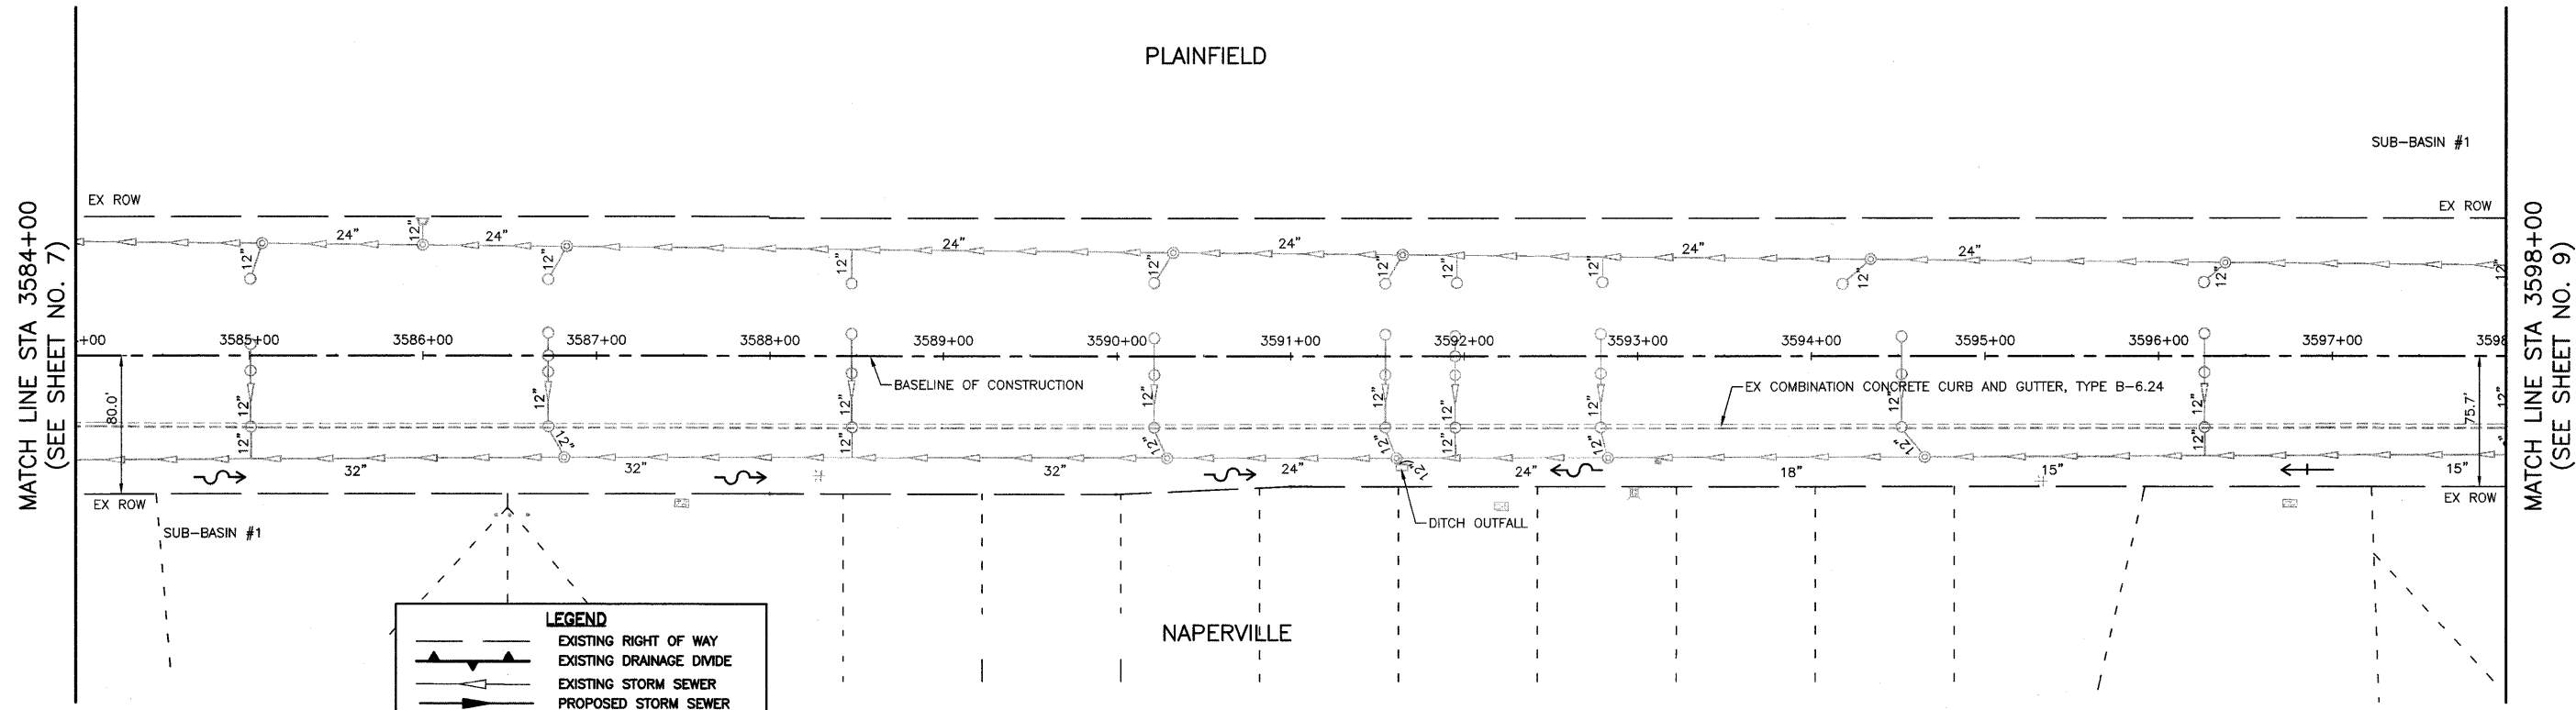 PLAINFIELD
SUB-BASIN #1
MATCH LINE STA 3584+00
(SEE SHEET NO. 7)
MATCH LINE STA 3598+00
(SEE SHEET NO. 9)
EX ROW
EX ROW
12"
24" 24" 24" 24" 24" 24"
12" 12" 12" 12" 12" 12" 12" 12" 12" 12"
+00 3585+00 3586+00 3587+00 3588+00 3589+00 3590+00 3591+00 3592+00 3593+00 3594+00 3595+00 3596+00 3597+00 3598
BASELINE OF CONSTRUCTION
EX COMBINATION CONCRETE CURB AND GUTTER, TYPE B-6.24
80.0'
75.7'
12" 12" 12" 12" 12" 12" 12" 12" 12" 12"
12" 12" 12" 12" 12" 12" 12" 12" 12"
32" 32" 32" 24" 12" 24" 18" 15" 15"
EX ROW
EX ROW
DITCH OUTFALL
SUB-BASIN #1
NAPERVILLE
LEGEND
EXISTING RIGHT OF WAY
EXISTING DRAINAGE DIVIDE
EXISTING STORM SEWER
PROPOSED STORM SEWER